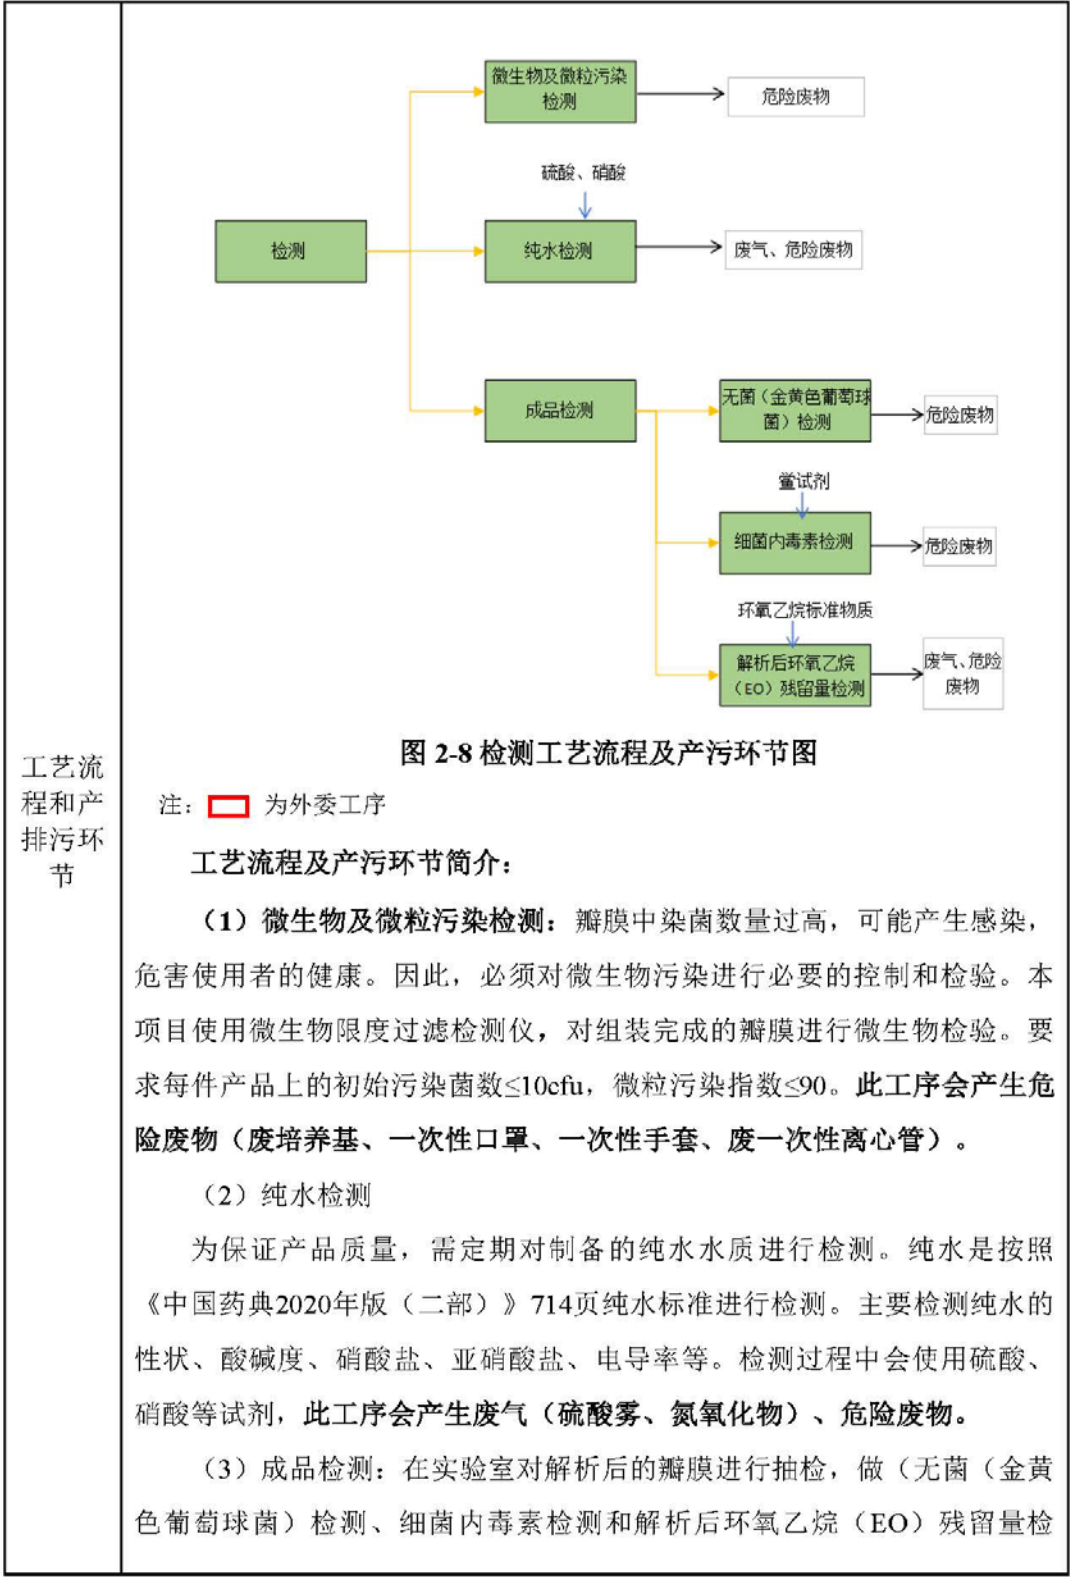 微生物及微粒污染
检测
危险废物
硫酸、硝酸
检测
纯水检测
废气、危险废物
成品检测
无菌（金黄色葡萄球
菌）检测
危险废物
鲎试剂
细菌内毒素检测
危险废物
环氧乙烷标准物质
解析后环氧乙烷
（EO）残留量检测
废气、危险
废物
图 2-8 检测工艺流程及产污环节图
工艺流
程和产
排污环
节
注： 为外委工序
工艺流程及产污环节简介：
（1）微生物及微粒污染检测：瓣膜中染菌数量过高，可能产生感染，
危害使用者的健康。因此，必须对微生物污染进行必要的控制和检验。本
项目使用微生物限度过滤检测仪，对组装完成的瓣膜进行微生物检验。要
求每件产品上的初始污染菌数≤10cfu，微粒污染指数≤90。此工序会产生危
险废物（废培养基、一次性口罩、一次性手套、废一次性离心管）。
（2）纯水检测
为保证产品质量，需定期对制备的纯水水质进行检测。纯水是按照
《中国药典2020年版（二部）》714页纯水标准进行检测。主要检测纯水的
性状、酸碱度、硝酸盐、亚硝酸盐、电导率等。检测过程中会使用硫酸、
硝酸等试剂，此工序会产生废气（硫酸雾、氮氧化物）、危险废物。
（3）成品检测：在实验室对解析后的瓣膜进行抽检，做（无菌（金黄
色葡萄球菌）检测、细菌内毒素检测和解析后环氧乙烷（EO）残留量检